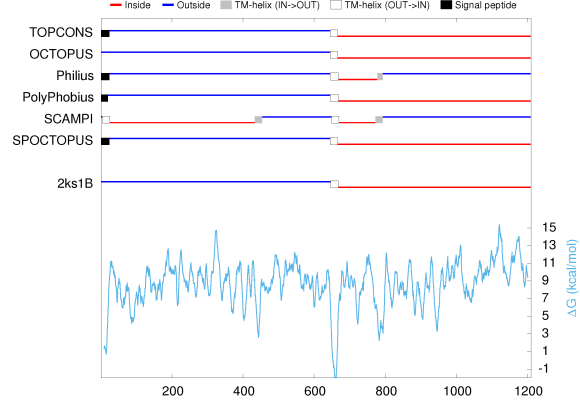 Inside Outside TM-helix (IN->OUT) TM-helix (OUT->IN) Signal peptide
TOPCONS
OCTOPUS
Philius
PolyPhobius
SCAMPI
SPOCTOPUS
2ks1B
15
13
11
9
7
5
3
1
-1
ΔG (kcal/mol)
200 400 600 800 1000 1200